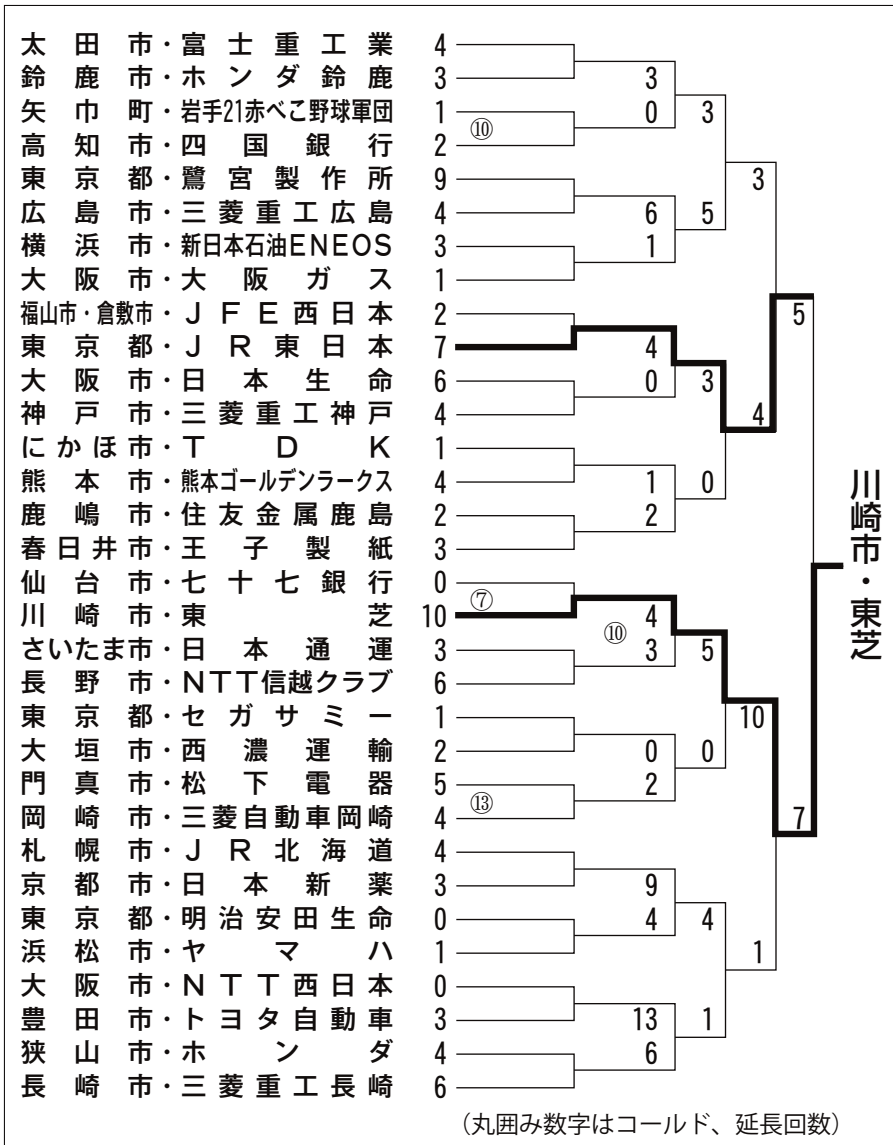 太田市・富士重工業 4
鈴鹿市・ホンダ鈴鹿 3
3
矢巾町・岩手21赤べこ野球軍団 1
0 3
⑩
高知市・四国銀行 2
3
東京都・鷺宮製作所 9
広島市・三菱重工広島 4
6 5
横浜市・新日本石油ENEOS 3
1
大阪市・大阪ガス 1
福山市・倉敷市・JFE西日本 2
5
東京都・JR東日本 7
4
大阪市・日本生命 6
0 3
神戸市・三菱重工神戸 4
4
にかほ市・TDK 1
熊本市・熊本ゴールデンラークス 4
1 0
鹿嶋市・住友金属鹿島 2
2
春日井市・王子製紙 3
仙台市・七十七銀行 0
⑦
川崎市・東芝 10
4
⑩
さいたま市・日本通運 3
3 5
長野市・NTT信越クラブ 6
東京都・セガサミー 1
10
大垣市・西濃運輸 2
0 0
門真市・松下電器 5
2
⑬
岡崎市・三菱自動車岡崎 4
7
札幌市・JR北海道 4
京都市・日本新薬 3
9
東京都・明治安田生命 0
4 4
浜松市・ヤマハ 1
1
大阪市・NTT西日本 0
豊田市・トヨタ自動車 3
13 1
狭山市・ホンダ 4
6
長崎市・三菱重工長崎 6
川崎市・東芝
(丸囲み数字はコールド、延長回数)